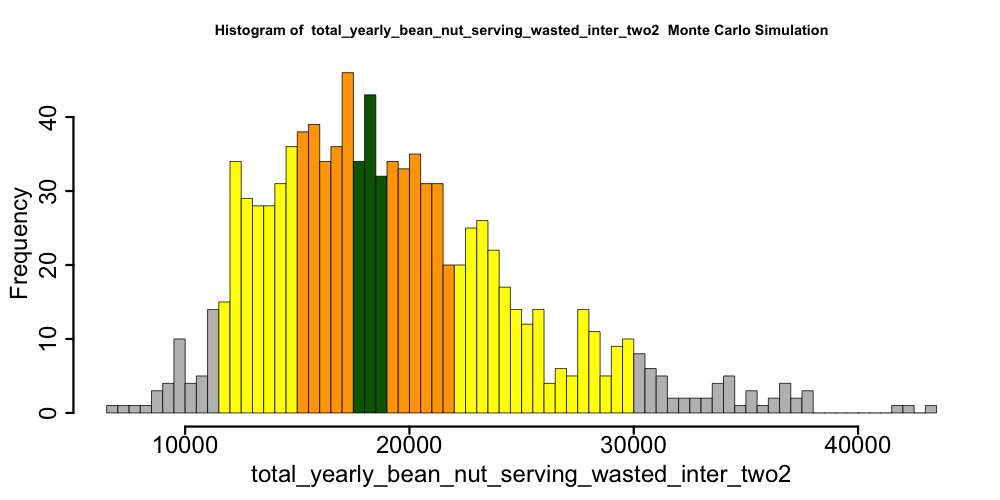 Histogram of total_yearly_bean_nut_serving_wasted_inter_two2 Monte Carlo Simulation
Frequency
40
30
20
10
0
10000 20000 30000 40000
total_yearly_bean_nut_serving_wasted_inter_two2